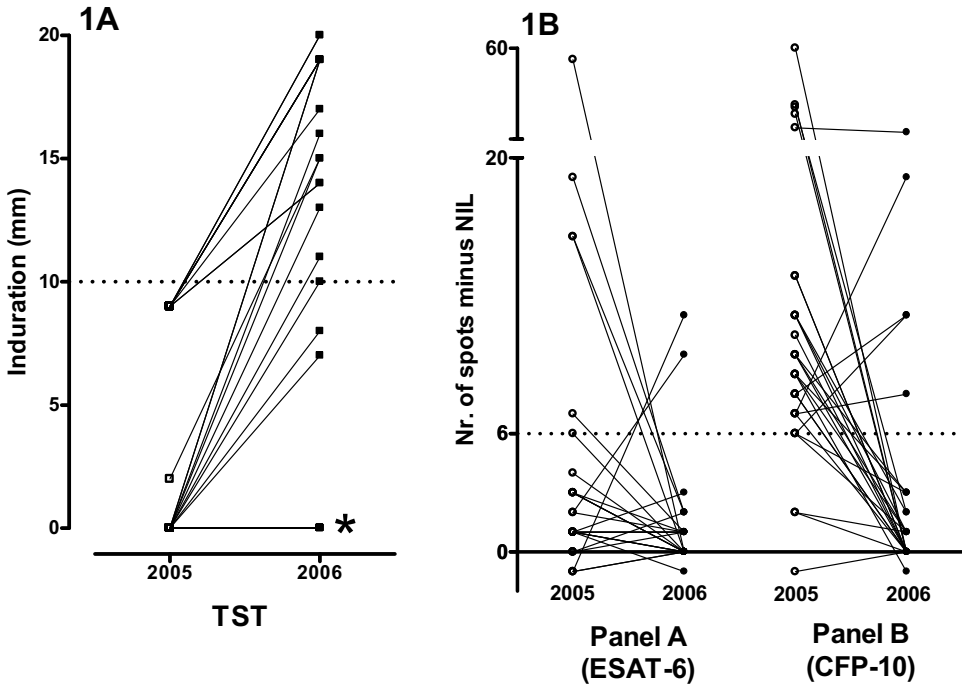 1A
20
15
10
5
0
Induration (mm)
*
2005 2006
TST
1B
60
20
6
0
Nr. of spots minus NIL
2005 2006 2005 2006
Panel A
(ESAT-6)
Panel B
(CFP-10)